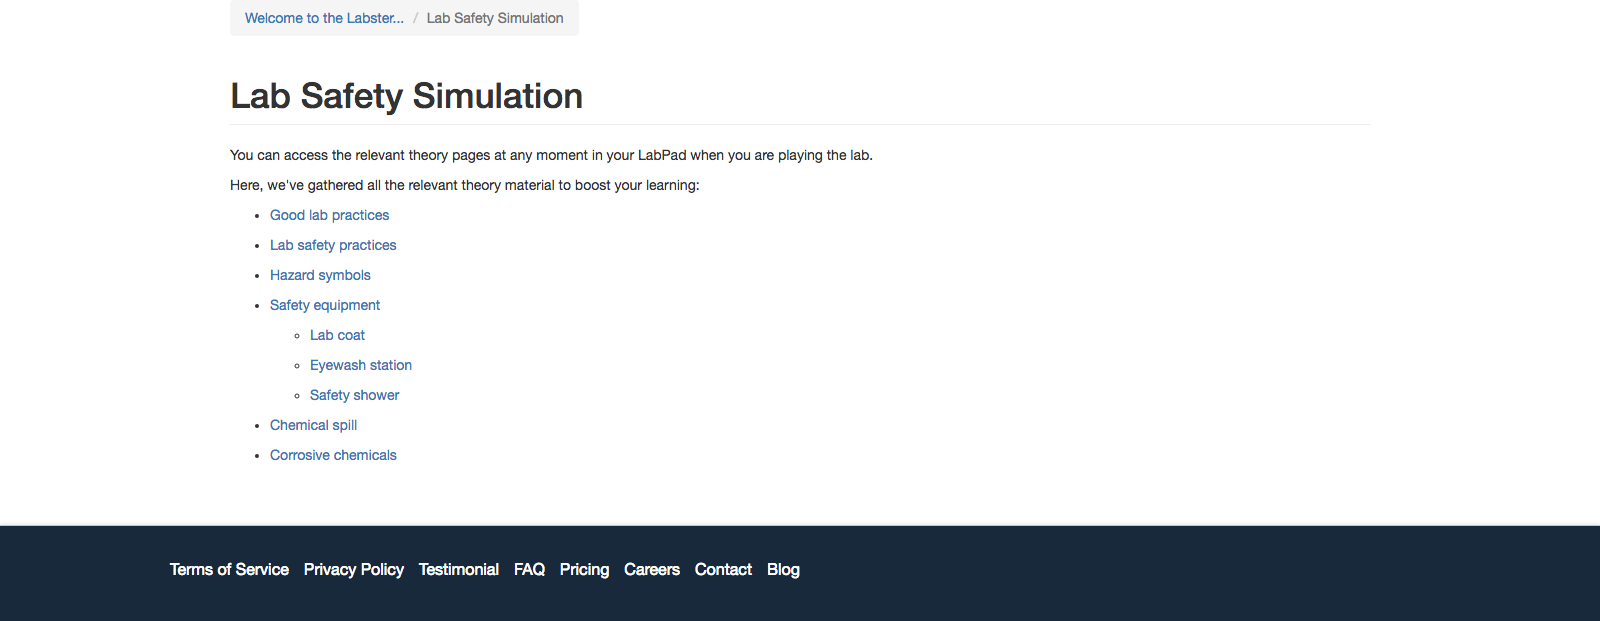 Welcome to the Labster... / Lab Safety Simulation
Lab Safety Simulation
You can access the relevant theory pages at any moment in your LabPad when you are playing the lab.
Here, we've gathered all the relevant theory material to boost your learning:
• Good lab practices
• Lab safety practices
• Hazard symbols
• Safety equipment
◦ Lab coat
◦ Eyewash station
◦ Safety shower
• Chemical spill
• Corrosive chemicals
Terms of Service Privacy Policy Testimonial FAQ Pricing Careers Contact Blog